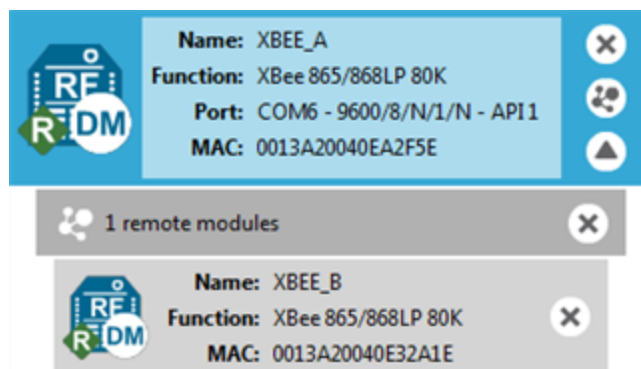 Name: XBEE_A
Function: XBee 865/868LP 80K
Port: COM6 - 9600/8/N/1/N - API 1
MAC: 0013A20040EA2F5E
RF
R DM
1 remote modules
Name: XBEE_B
Function: XBee 865/868LP 80K
MAC: 0013A20040E32A1E
RF
R DM